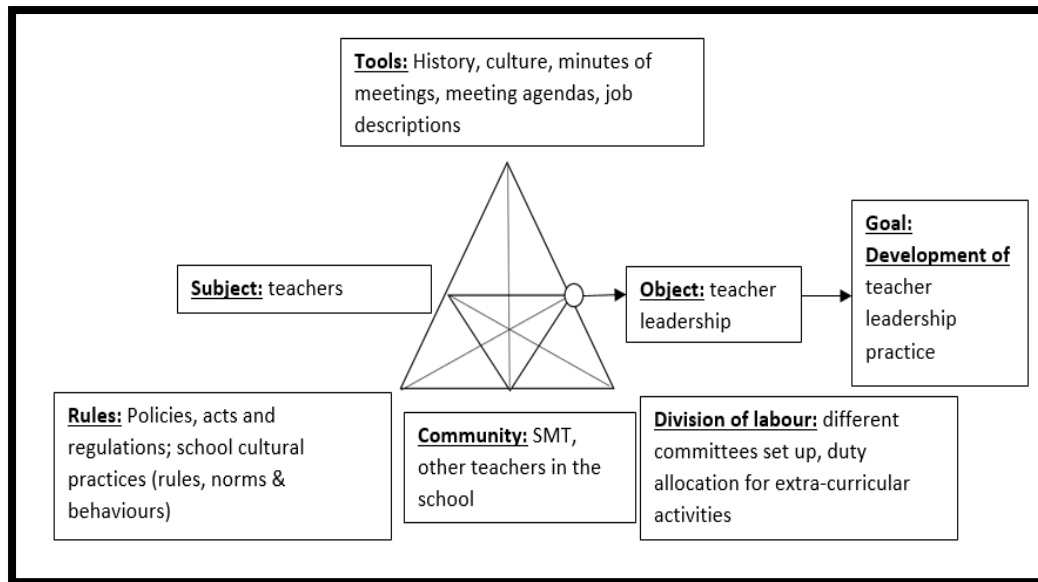 Tools: History, culture, minutes of
meetings, meeting agendas, job
descriptions
Subject: teachers
Object: teacher
leadership
Goal:
Development of
teacher
leadership
practice
Rules: Policies, acts and
regulations; school cultural
practices (rules, norms &
behaviours)
Community: SMT,
other teachers in the
school
Division of labour: different
committees set up, duty
allocation for extra-curricular
activities